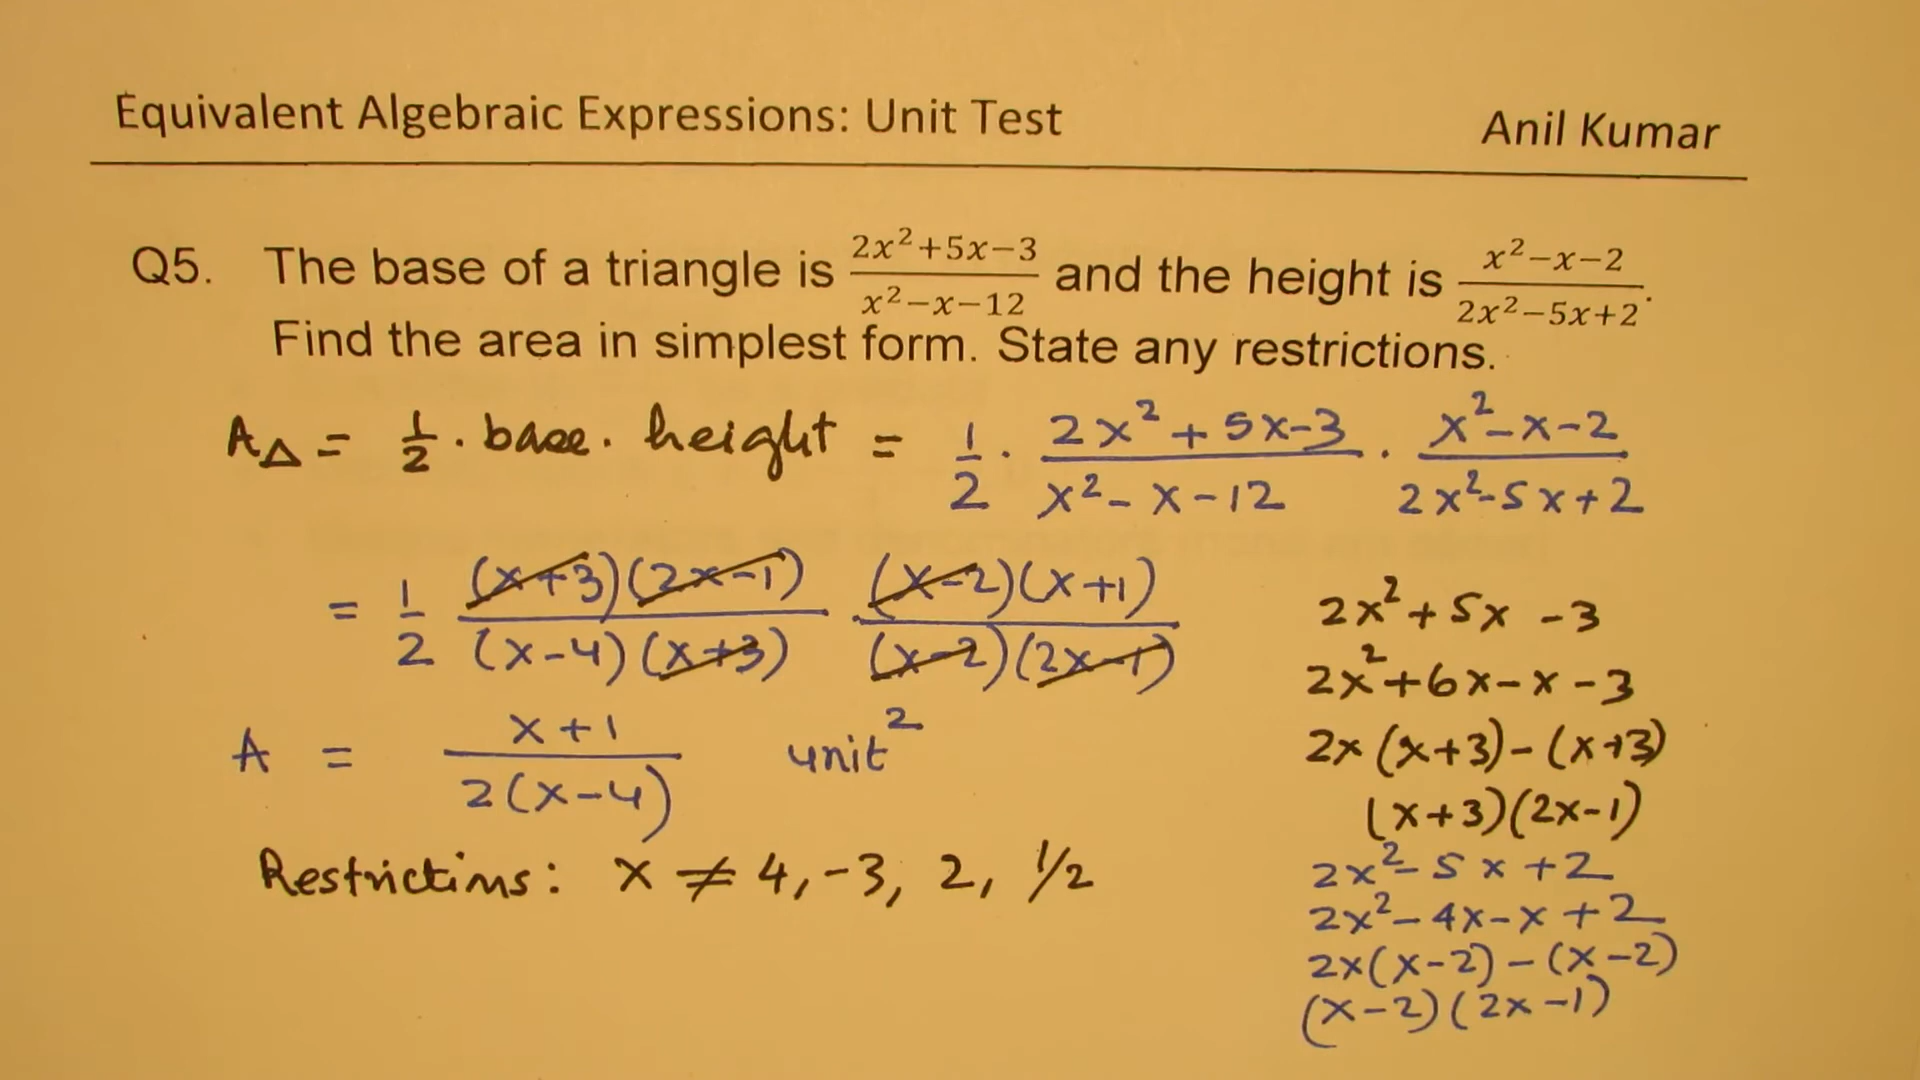 Equivalent Algebraic Expressions: Unit Test Anil Kumar
Q5. The base of a triangle is (2x²+5x−3)/(x²−x−12) and the height is (x²−x−2)/(2x²−5x+2).
Find the area in simplest form. State any restrictions.
A△ = 1/2 · base · height = 1/2 · (2x²+5x-3)/(x²-x-12) · (x²-x-2)/(2x²-5x+2)
= 1/2 (x+3)(2x-1)/(x-4)(x+3) (x-2)(x+1)/(x-2)(2x-1)
A = (x+1)/2(x-4) unit²
Restrictions: x ≠ 4, -3, 2, 1/2
2x²+5x -3
2x²+6x-x-3
2x(x+3)-(x+3)
(x+3)(2x-1)
2x²-5x+2
2x²-4x-x+2
2x(x-2)-(x-2)
(x-2)(2x-1)